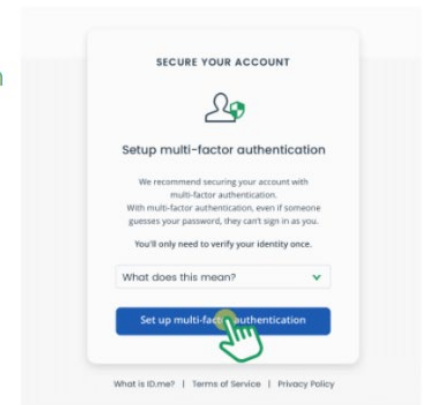 n
SECURE YOUR ACCOUNT
Setup multi-factor authentication
We recommend securing your account with
multi-factor authentication.
With multi-factor authentication, even if someone
guesses your password, they can't sign in as you.
You'll only need to verify your identity once.
What does this mean?
Set up multi-factor authentication
What is ID.me? | Terms of Service | Privacy Policy